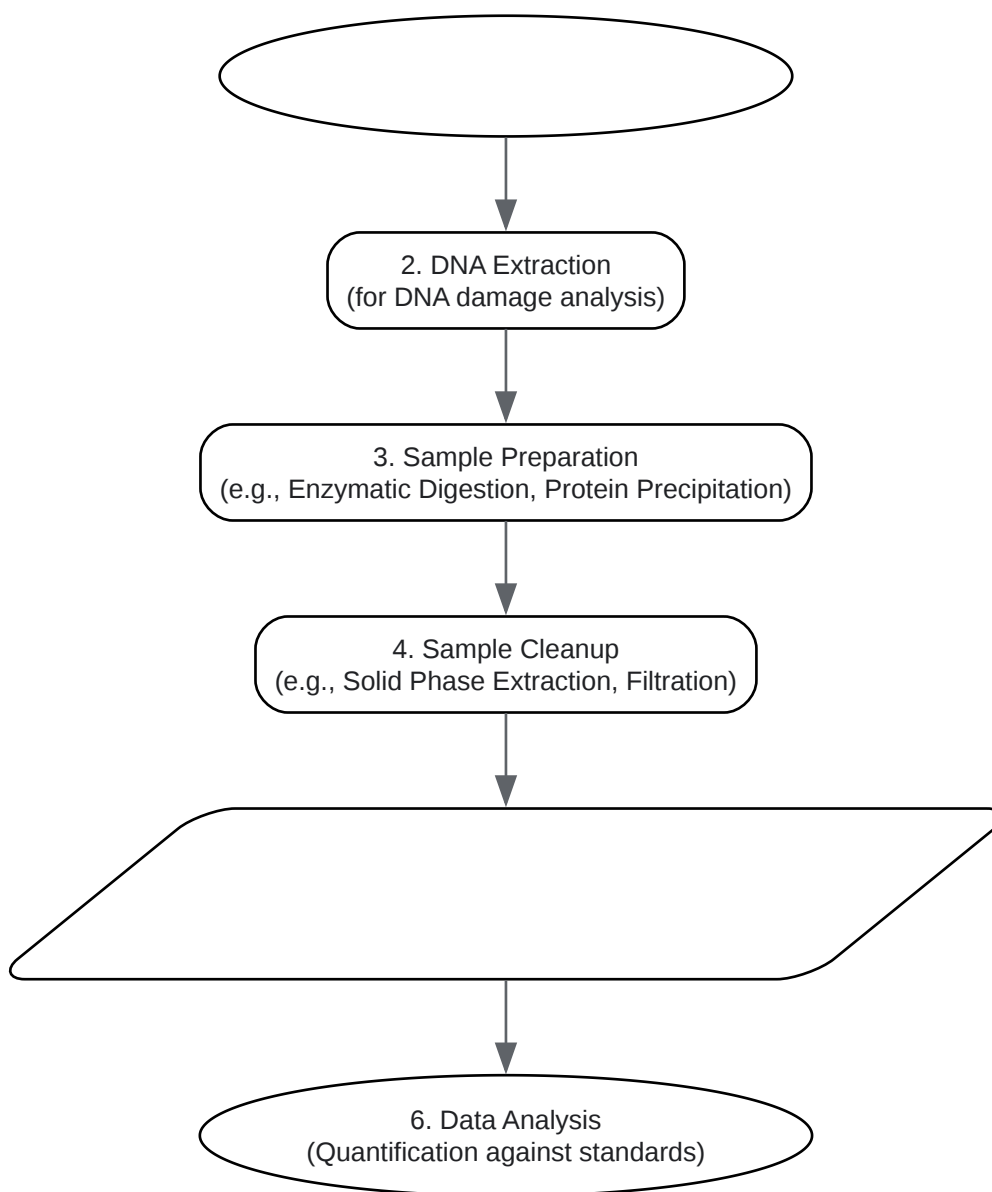 2. DNA Extraction
(for DNA damage analysis)
3. Sample Preparation
(e.g., Enzymatic Digestion, Protein Precipitation)
4. Sample Cleanup
(e.g., Solid Phase Extraction, Filtration)
6. Data Analysis
(Quantification against standards)